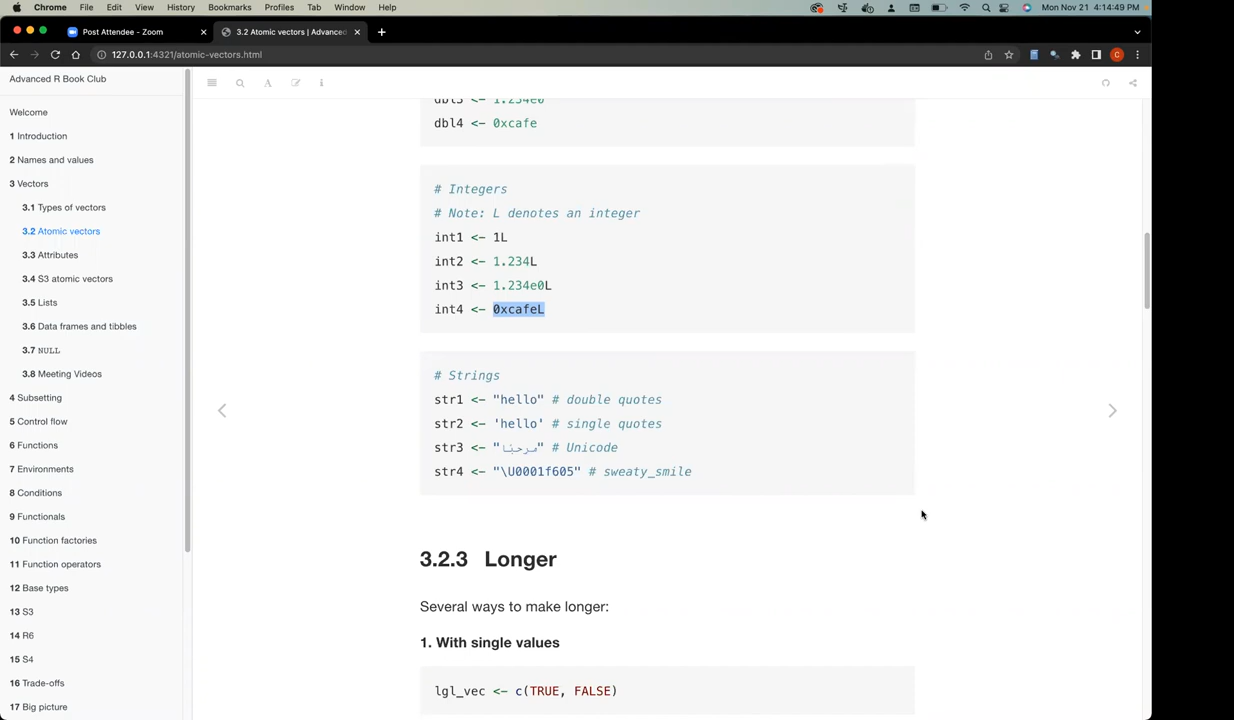 Chrome File Edit View History Bookmarks Profiles Tab Window Help Mon Nov 21 4:14:49 PM
Post Attendee - Zoom
3.2 Atomic vectors | Advanced
127.0.0.1:4321/atomic-vectors.html
C
Advanced R Book Club
Welcome
1 Introduction
2 Names and values
3 Vectors
3.1 Types of vectors
3.2 Atomic vectors
3.3 Attributes
3.4 S3 atomic vectors
3.5 Lists
3.6 Data frames and tibbles
3.7 NULL
3.8 Meeting Videos
4 Subsetting
5 Control flow
6 Functions
7 Environments
8 Conditions
9 Functionals
10 Function factories
11 Function operators
12 Base types
13 S3
14 R6
15 S4
16 Trade-offs
17 Big picture
dbl3 <- 1.234e0
dbl4 <- 0xcafe
# Integers
# Note: L denotes an integer
int1 <- 1L
int2 <- 1.234L
int3 <- 1.234e0L
int4 <- 0xcafeL
# Strings
str1 <- "hello" # double quotes
str2 <- 'hello' # single quotes
str3 <- "مرحبًا" # Unicode
str4 <- "\U0001f605" # sweaty_smile
3.2.3 Longer
Several ways to make longer:
1. With single values
lgl_vec <- c(TRUE, FALSE)